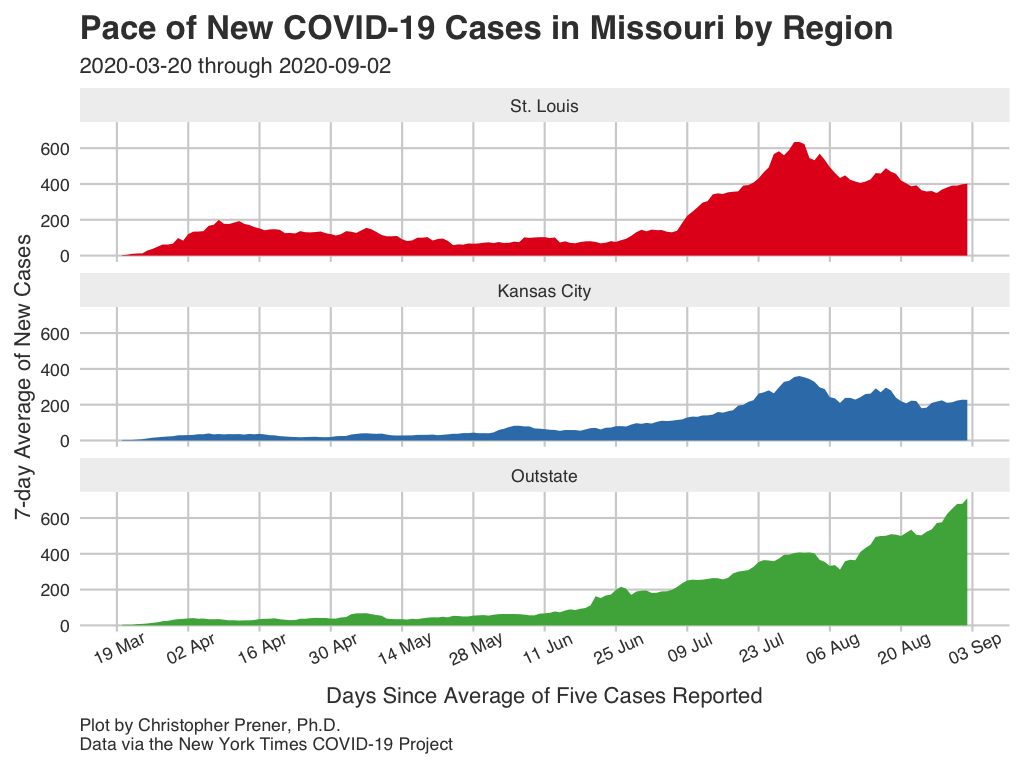 Pace of New COVID-19 Cases in Missouri by Region
2020-03-20 through 2020-09-02
St. Louis
600
400
200
0
Kansas City
600
400
200
0
Outstate
600
400
200
0
7-day Average of New Cases
19 Mar
02 Apr
16 Apr
30 Apr
14 May
28 May
11 Jun
25 Jun
09 Jul
23 Jul
06 Aug
20 Aug
03 Sep
Days Since Average of Five Cases Reported
Plot by Christopher Prener, Ph.D.
Data via the New York Times COVID-19 Project